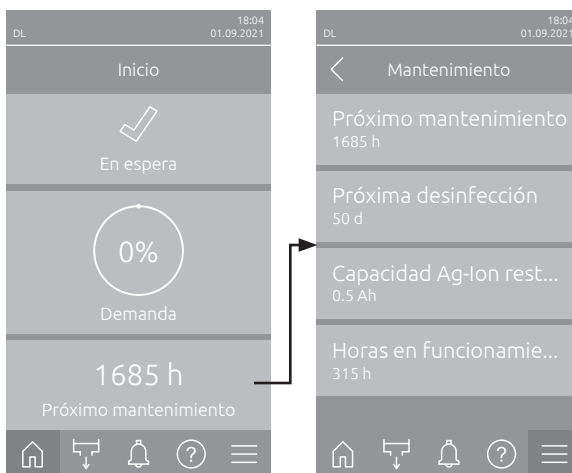 18:04
DL 01.09.2021
Inicio
En espera
0%
Demanda
1685 h
Próximo mantenimiento
?
18:04
DL 01.09.2021
Mantenimiento
Próximo mantenimiento
1685 h
Próxima desinfección
50 d
Capacidad Ag-Ion rest...
0.5 Ah
Horas en funcionamie...
315 h
?